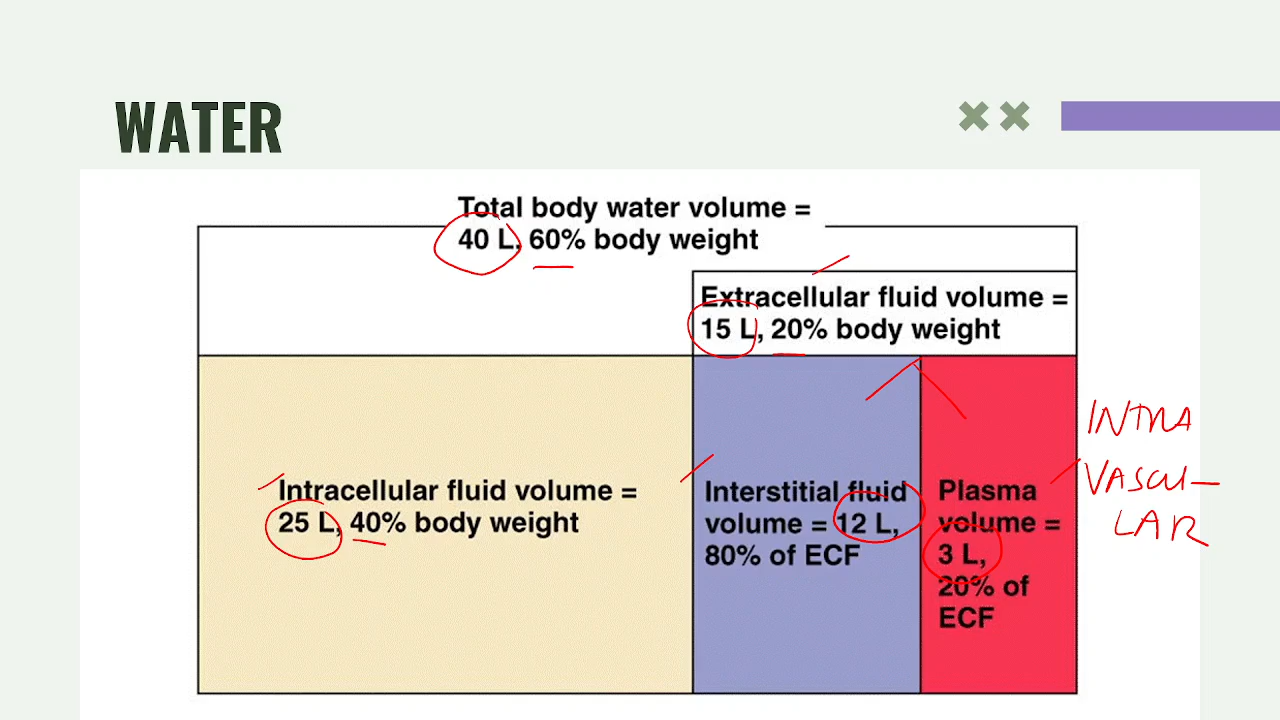 WATER
Total body water volume =
40 L, 60% body weight
Extracellular fluid volume =
15 L, 20% body weight
Intracellular fluid volume =
25 L, 40% body weight
Interstitial fluid
volume = 12 L,
80% of ECF
Plasma
volume =
3 L,
20% of
ECF
INTRA
VASCU-
LAR